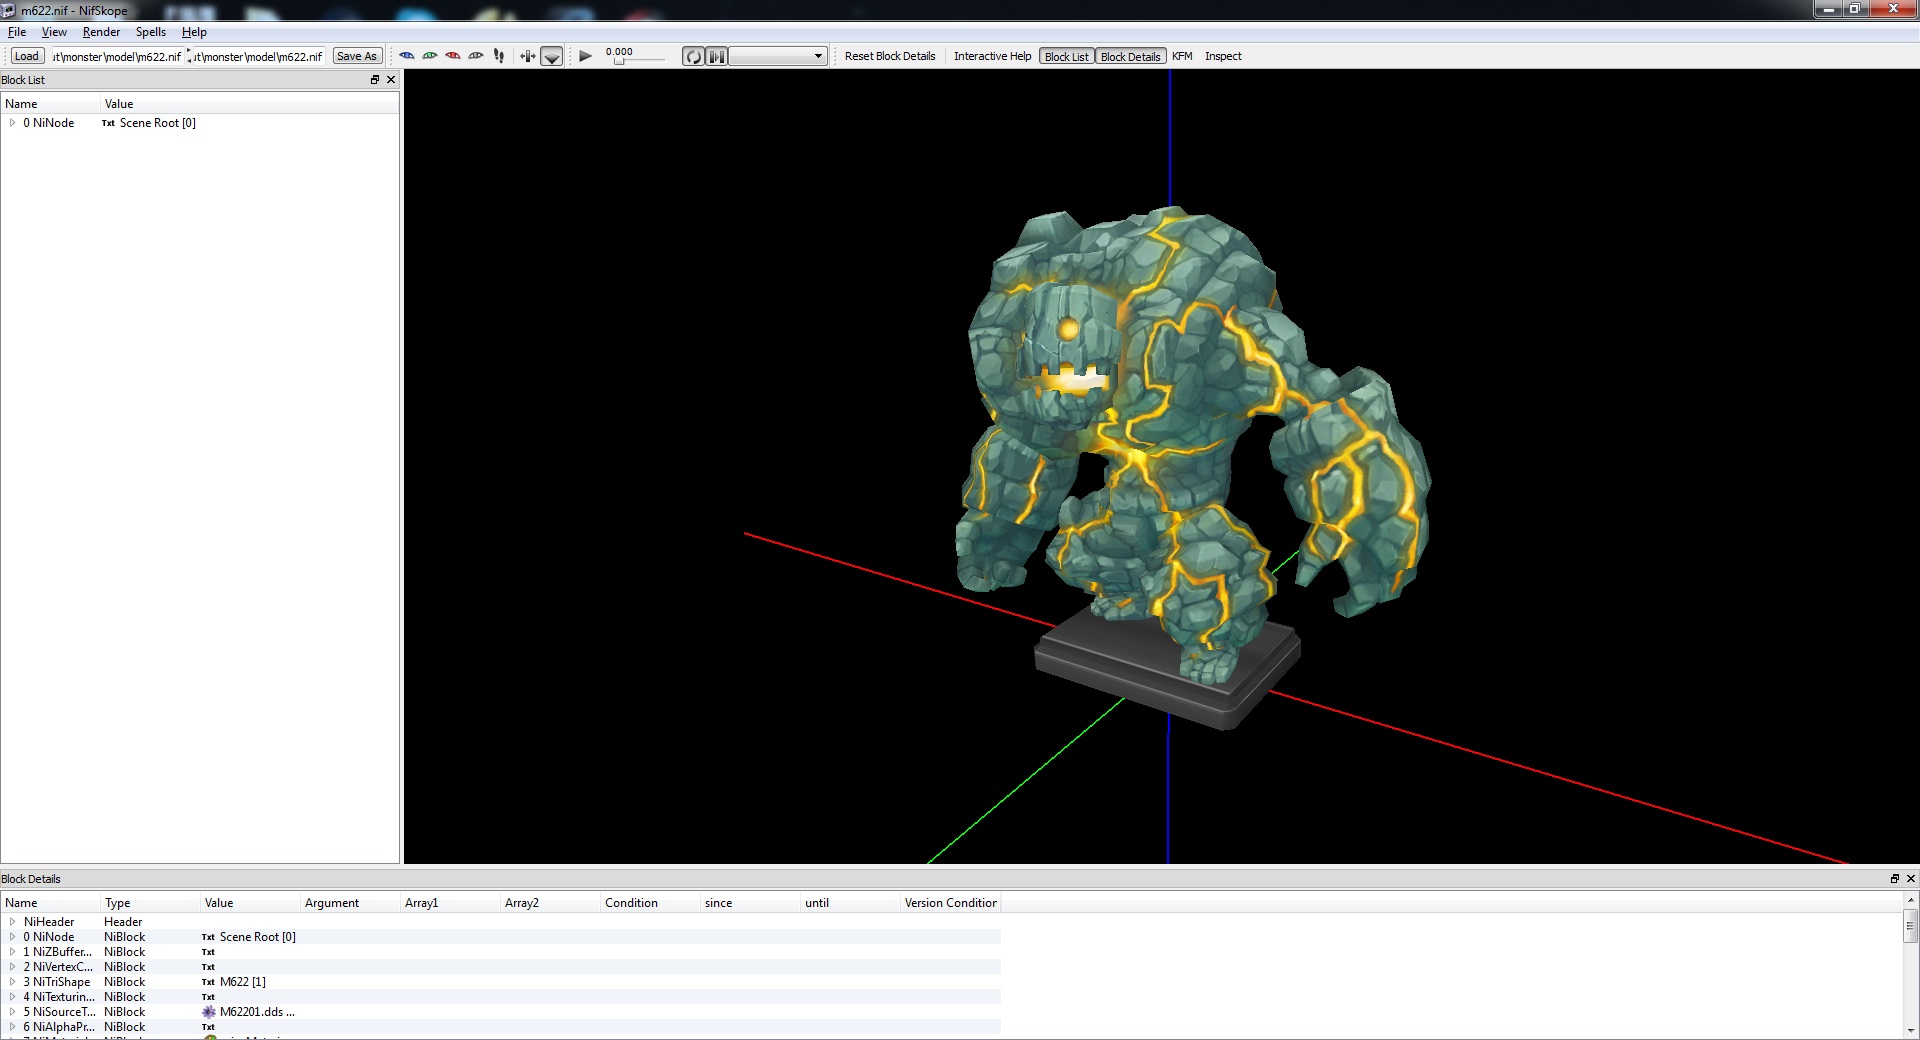 m622.nif - NifSkope
File View Render Spells Help
Load ut\monster\model\m622.nif ut\monster\model\m622.nif Save As 0.000 Reset Block Details Interactive Help Block List Block Details KFM Inspect
Block List
Name Value
0 NiNode Txt Scene Root [0]
Block Details
Name Type Value Argument Array1 Array2 Condition since until Version Condition
NiHeader Header
0 NiNode NiBlock Txt Scene Root [0]
1 NiZBuffer... NiBlock Txt
2 NiVertexC... NiBlock Txt
3 NiTriShape NiBlock Txt M622 [1]
4 NiTexturin... NiBlock Txt
5 NiSourceT... NiBlock M62201.dds ...
6 NiAlphaPr... NiBlock Txt